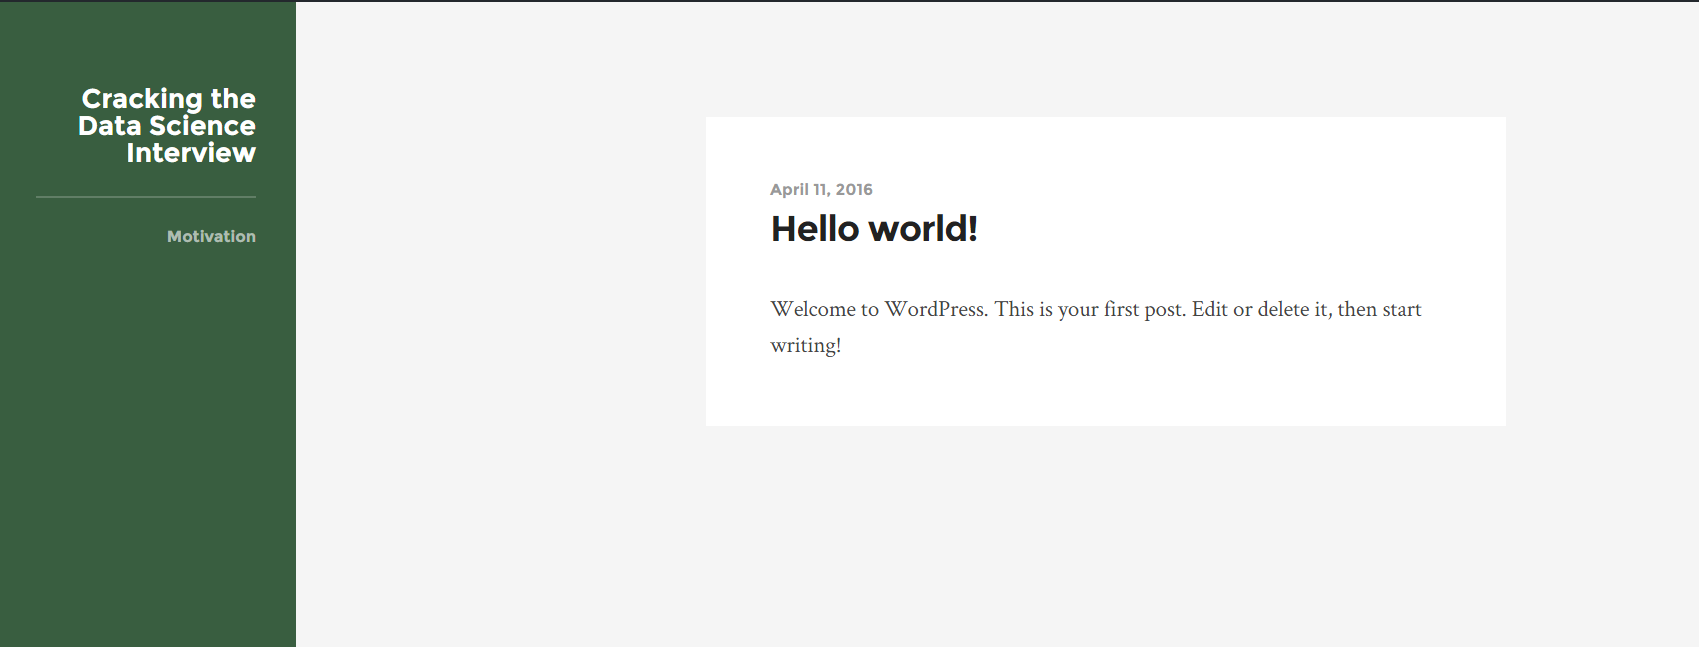 Cracking the
Data Science
Interview
Motivation
April 11, 2016
Hello world!
Welcome to WordPress. This is your first post. Edit or delete it, then start
writing!